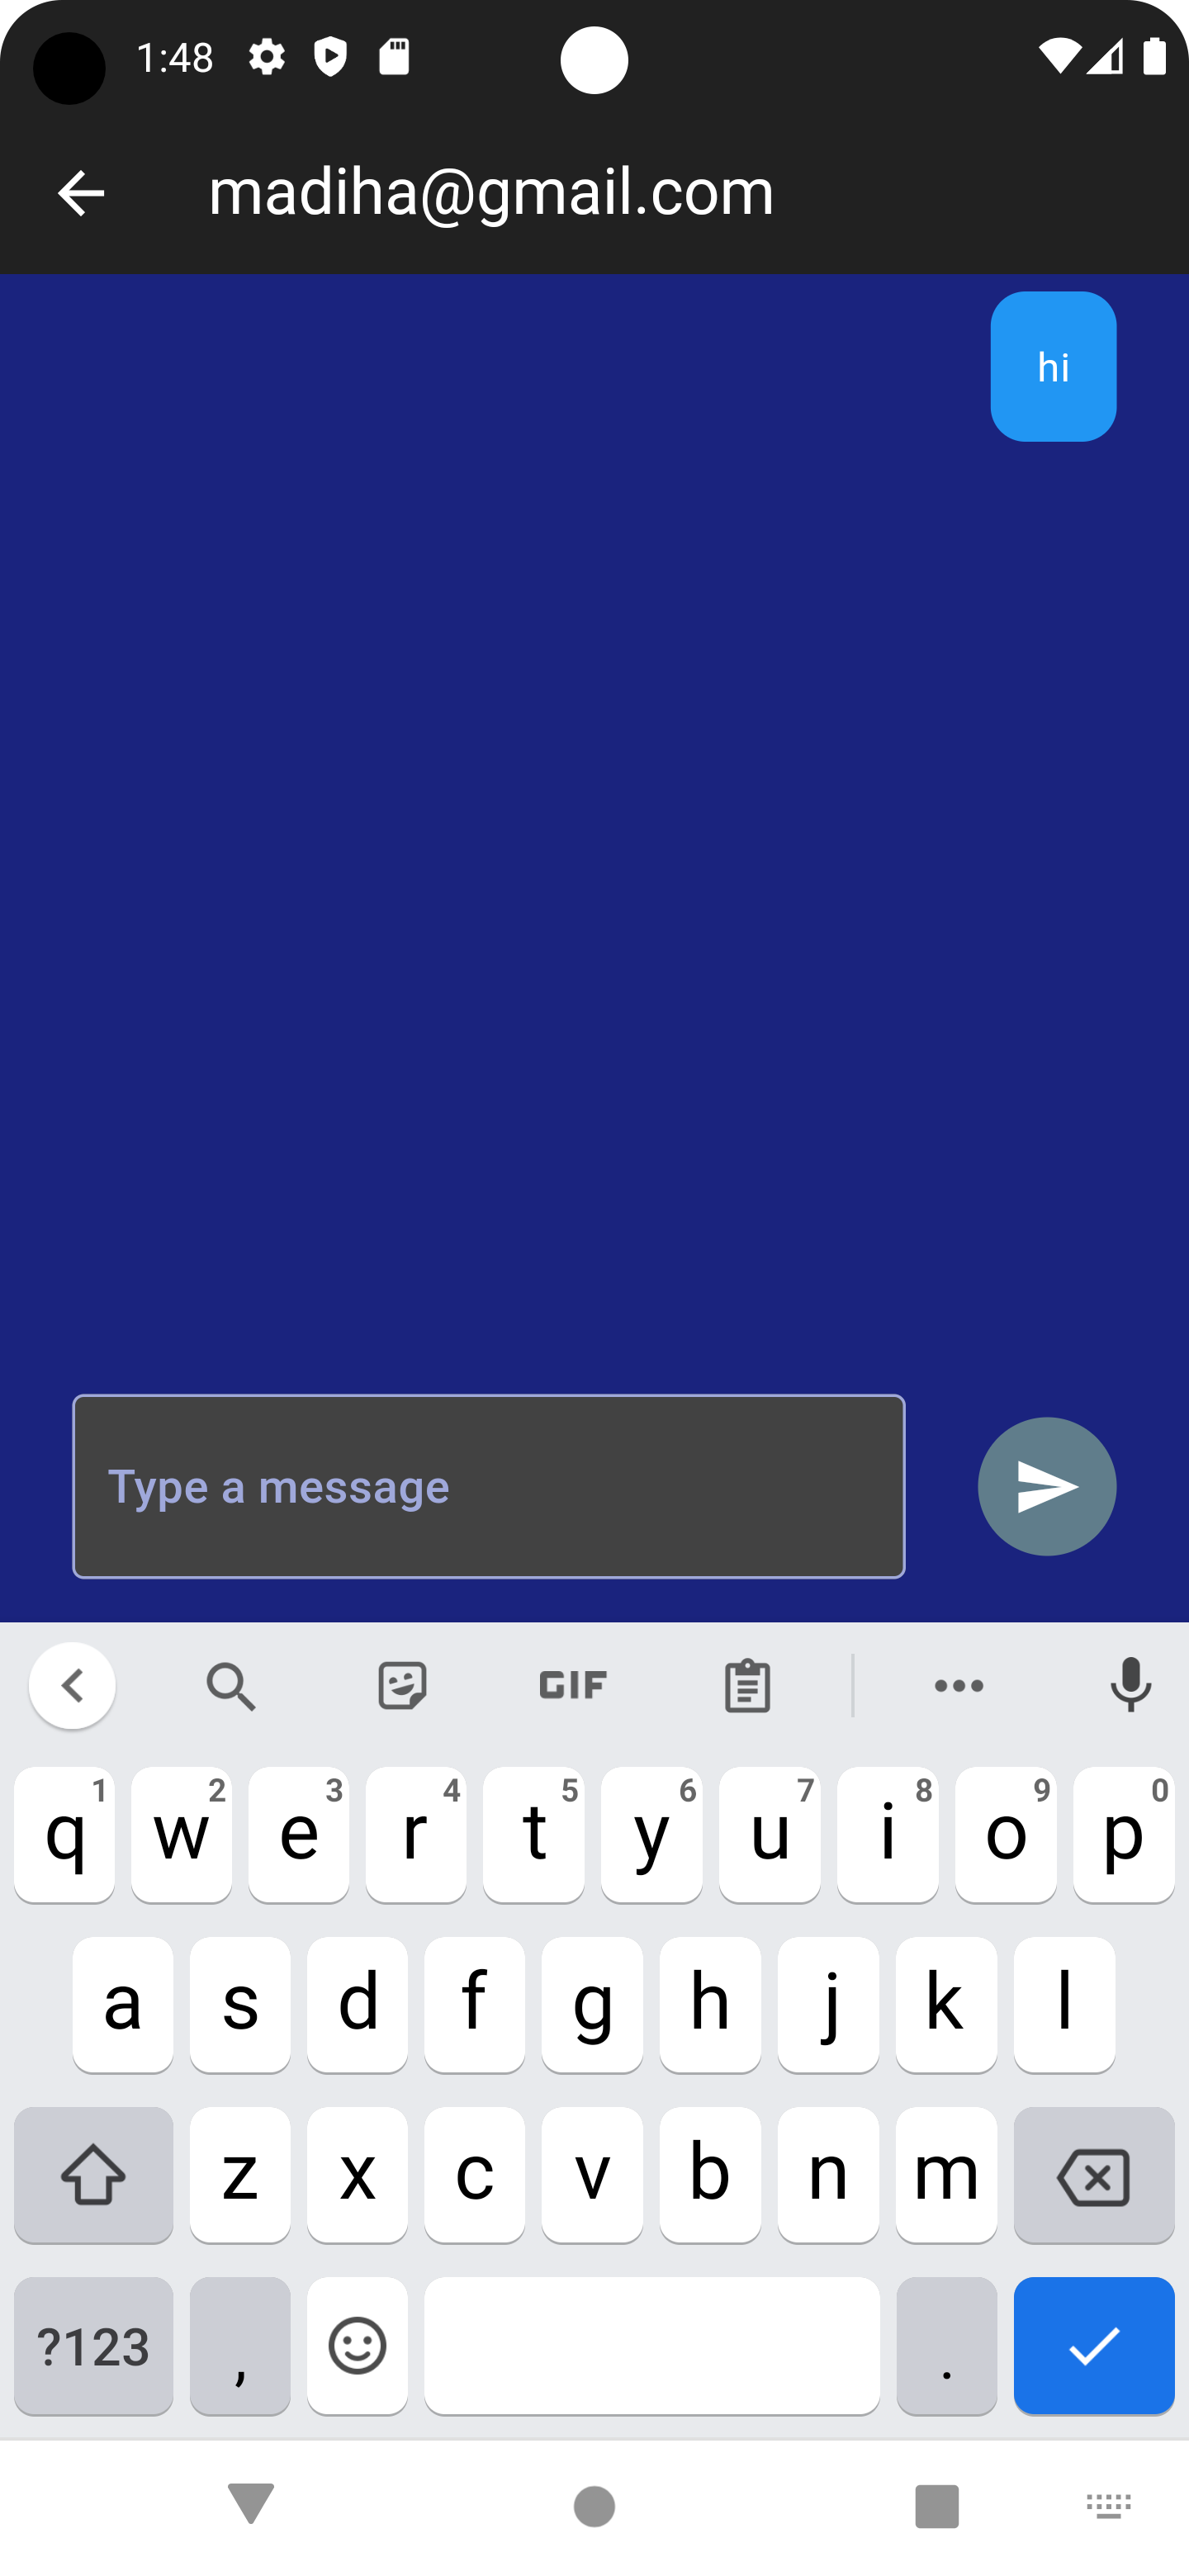 1:48
madiha@gmail.com
hi
Type a message
GIF
q 1 w 2 e 3 r 4 t 5 y 6 u 7 i 8 o 9 p 0
a s d f g h j k l
z x c v b n m
?123 , .